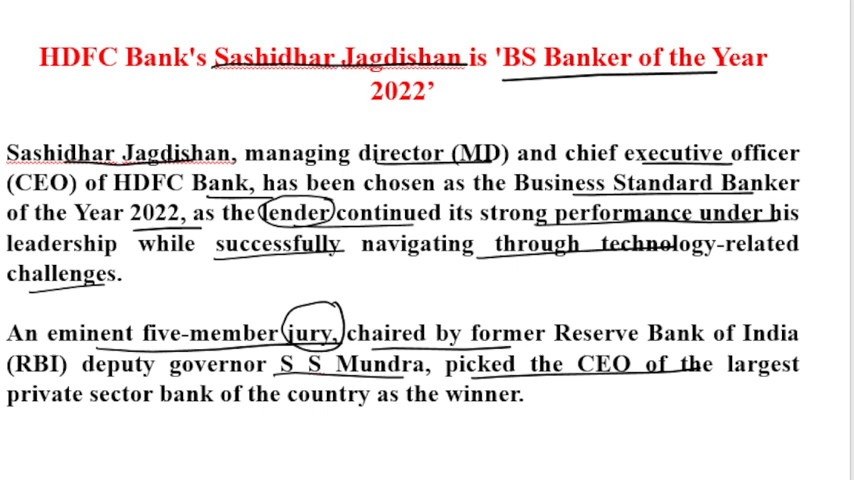 HDFC Bank's Sashidhar Jagdishan is 'BS Banker of the Year
2022’
Sashidhar Jagdishan, managing director (MD) and chief executive officer
(CEO) of HDFC Bank, has been chosen as the Business Standard Banker
of the Year 2022, as the lender continued its strong performance under his
leadership while successfully navigating through technology-related
challenges.
An eminent five-member jury, chaired by former Reserve Bank of India
(RBI) deputy governor S S Mundra, picked the CEO of the largest
private sector bank of the country as the winner.